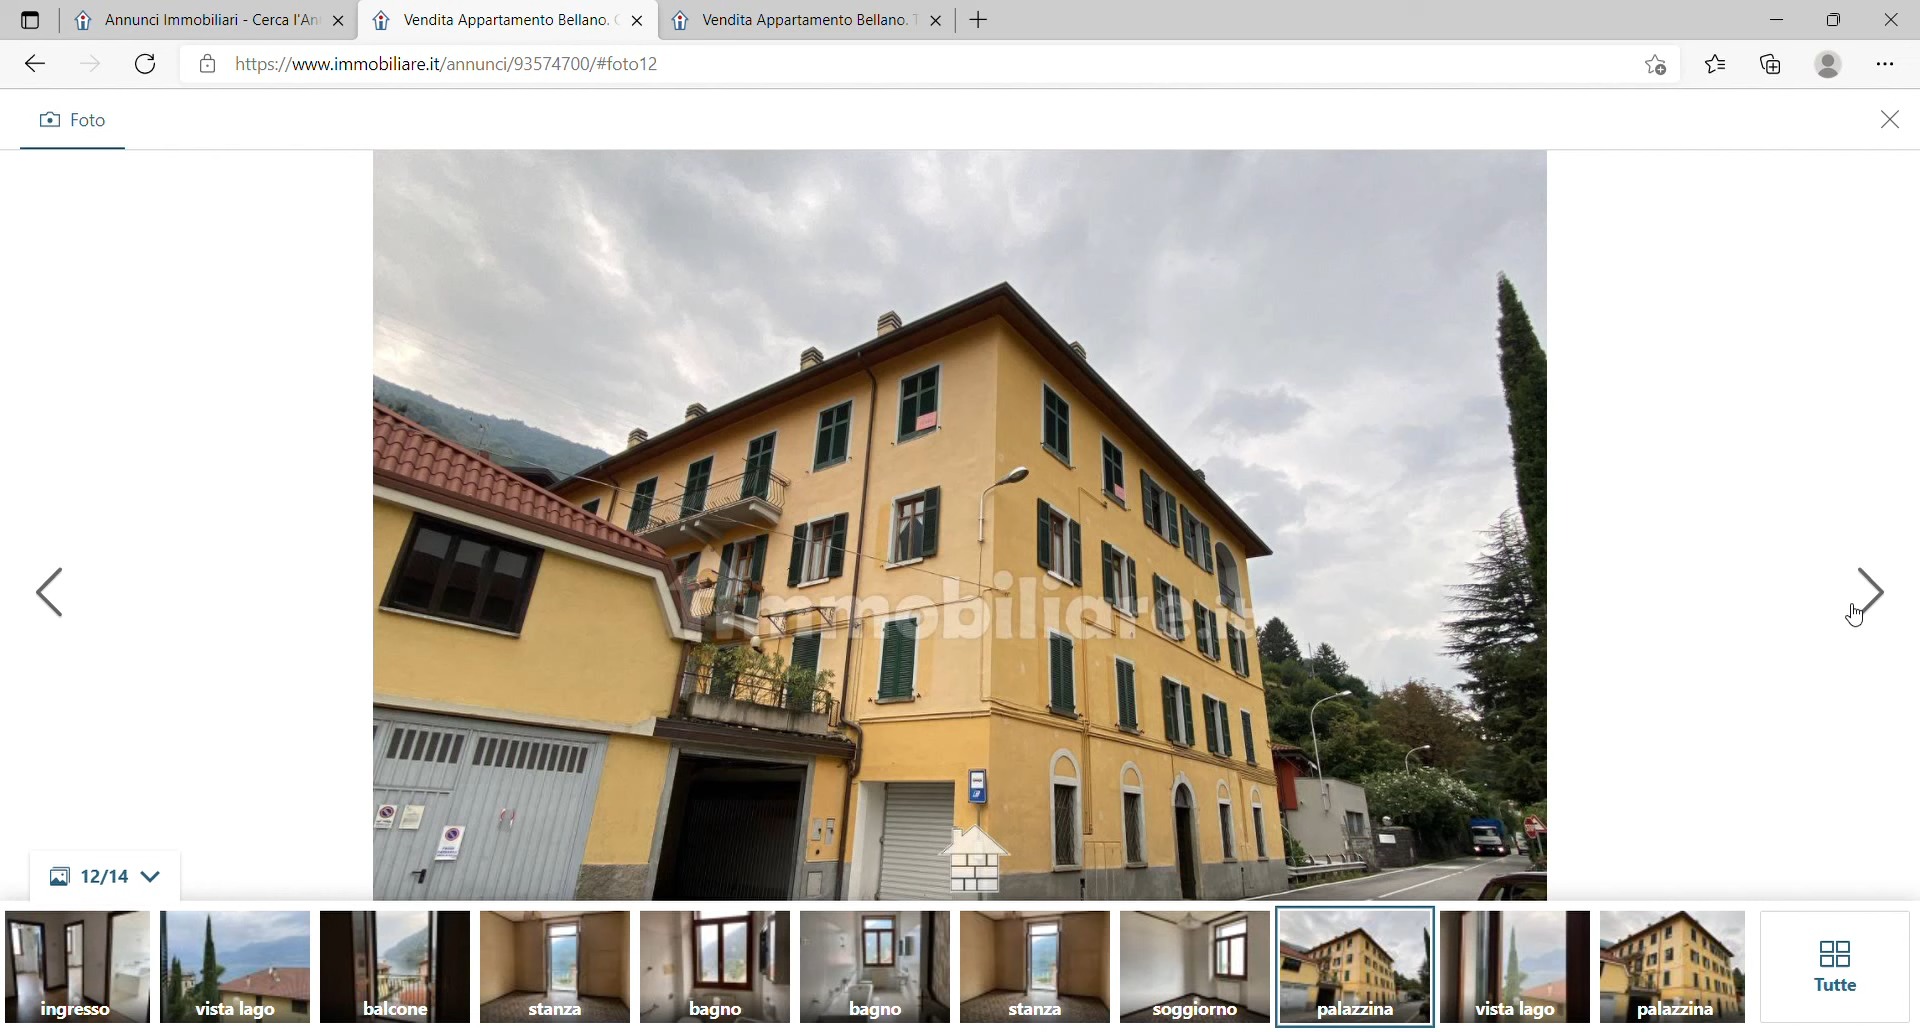 Annunci Immobiliari - Cerca l'An
Vendita Appartamento Bellano.
Vendita Appartamento Bellano. T
https://www.immobiliare.it/annunci/93574700/#foto12
Foto
immobiliare.it
12/14
ingresso
vista lago
balcone
stanza
bagno
bagno
stanza
soggiorno
palazzina
vista lago
palazzina
Tutte